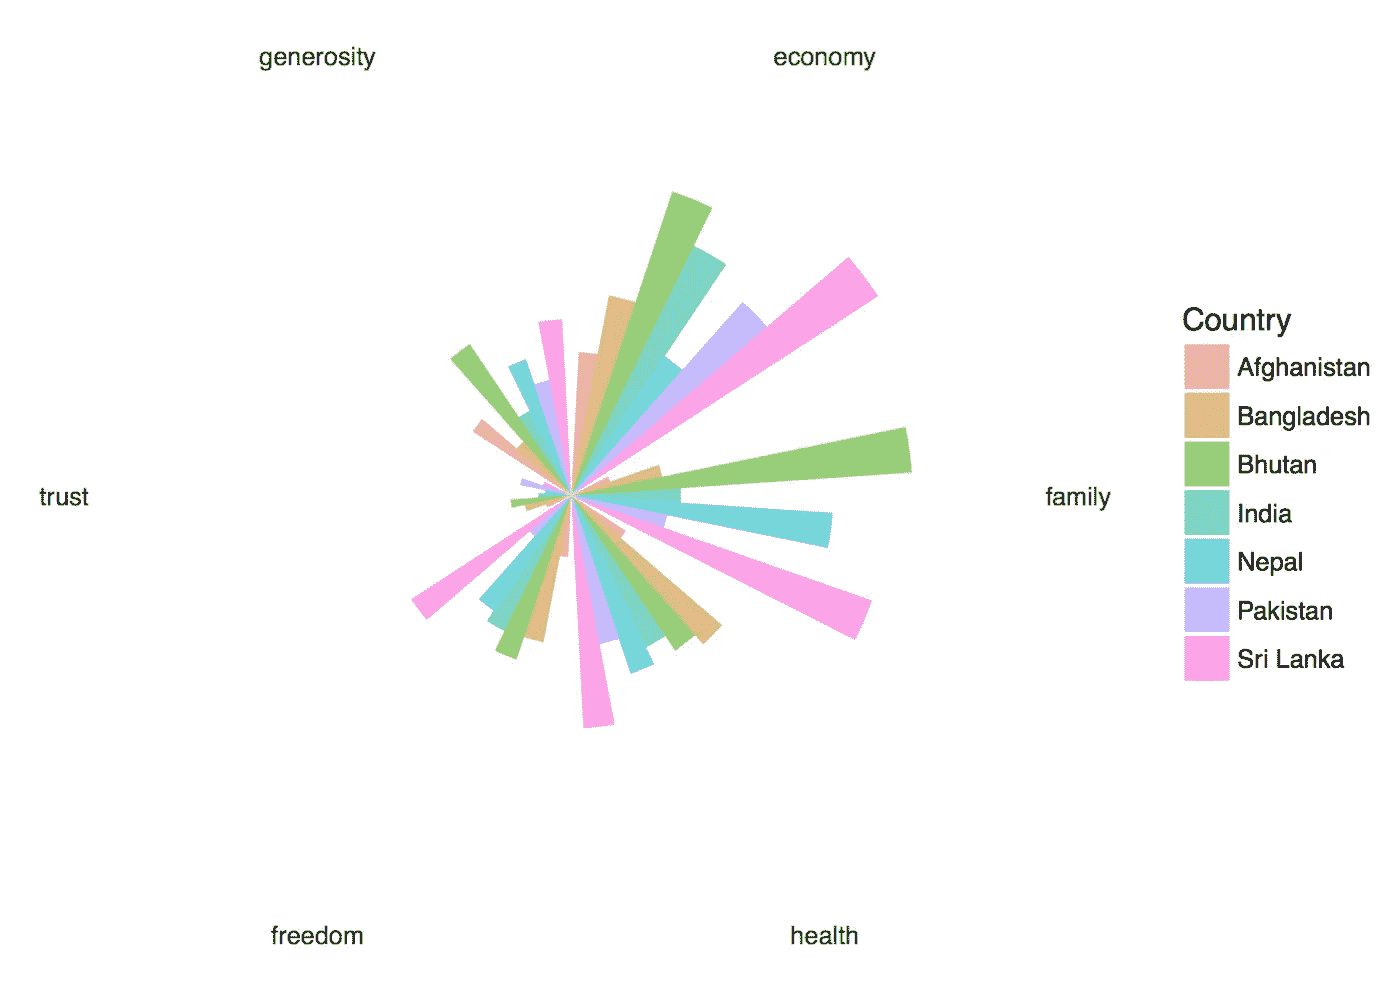 generosity
economy
trust
family
freedom
health
Country
Afghanistan
Bangladesh
Bhutan
India
Nepal
Pakistan
Sri Lanka